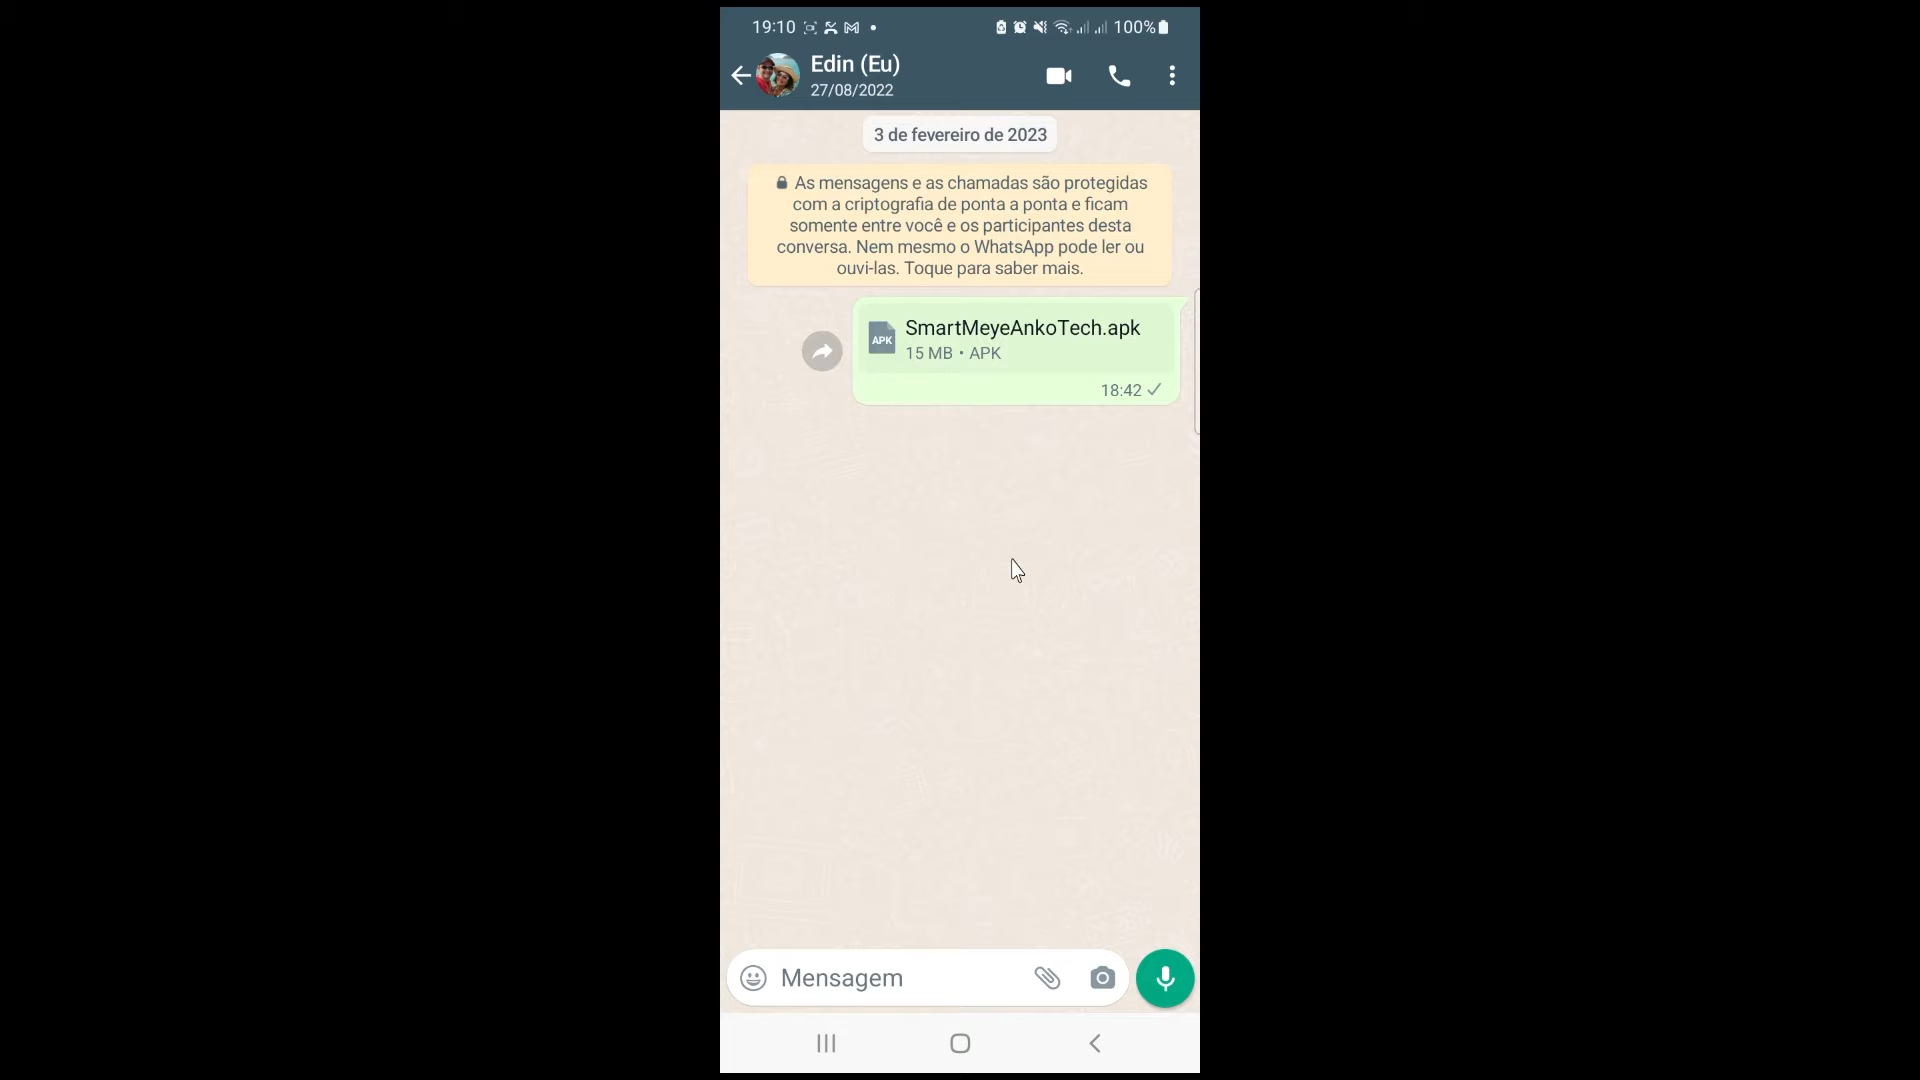 19:10
100%
Edin (Eu)
27/08/2022
3 de fevereiro de 2023
As mensagens e as chamadas são protegidas
com a criptografia de ponta a ponta e ficam
somente entre você e os participantes desta
conversa. Nem mesmo o WhatsApp pode ler ou
ouvi-las. Toque para saber mais.
APK
SmartMeyeAnkoTech.apk
15 MB • APK
18:42
Mensagem